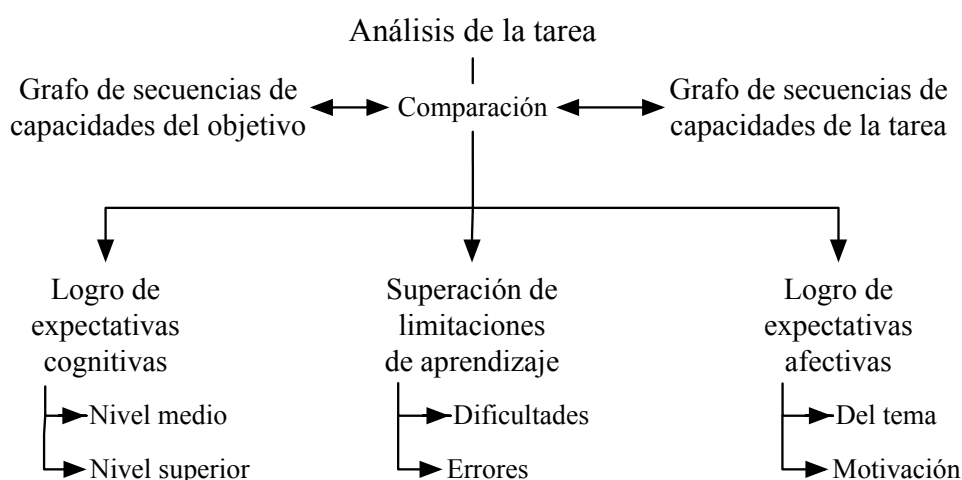 Análisis de la tarea
Grafo de secuencias de
capacidades del objetivo
Comparación
Grafo de secuencias de
capacidades de la tarea
Logro de
expectativas
cognitivas
Nivel medio
Nivel superior
Superación de
limitaciones
de aprendizaje
Dificultades
Errores
Logro de
expectativas
afectivas
Del tema
Motivación